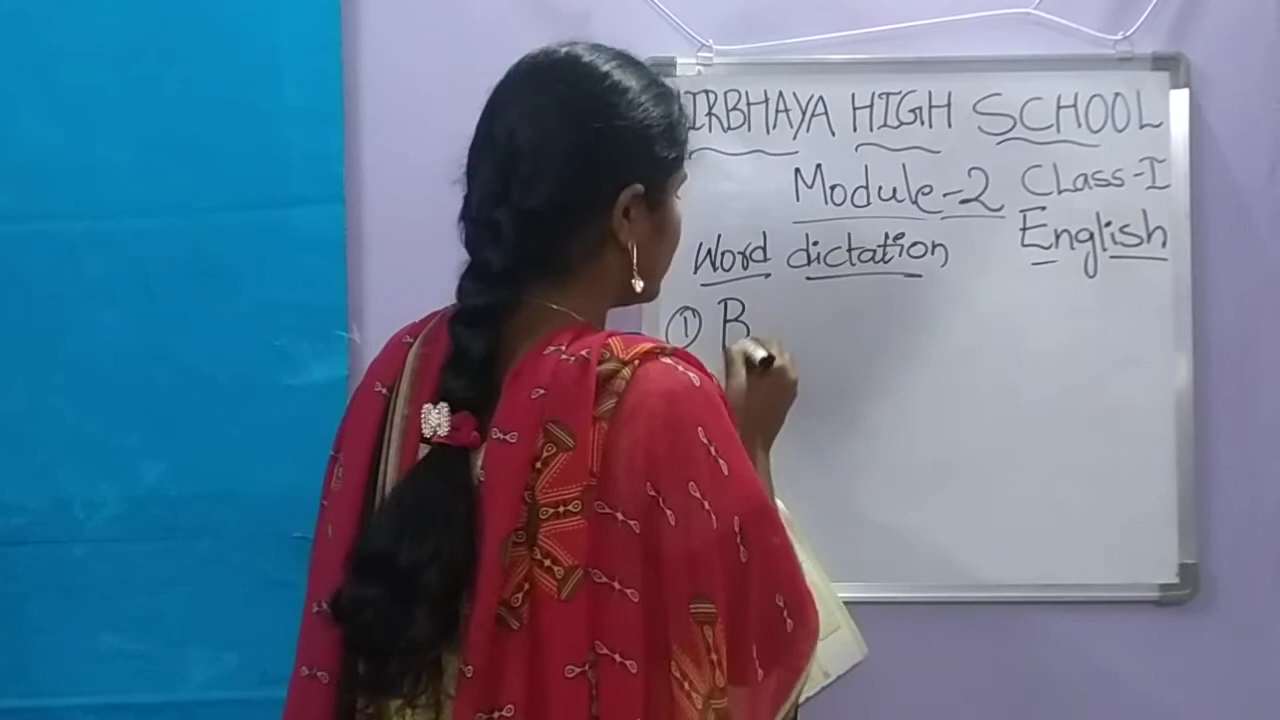 IRBHAYA HIGH SCHOOL
Module-2 Class-I
English
Word dictation
① B